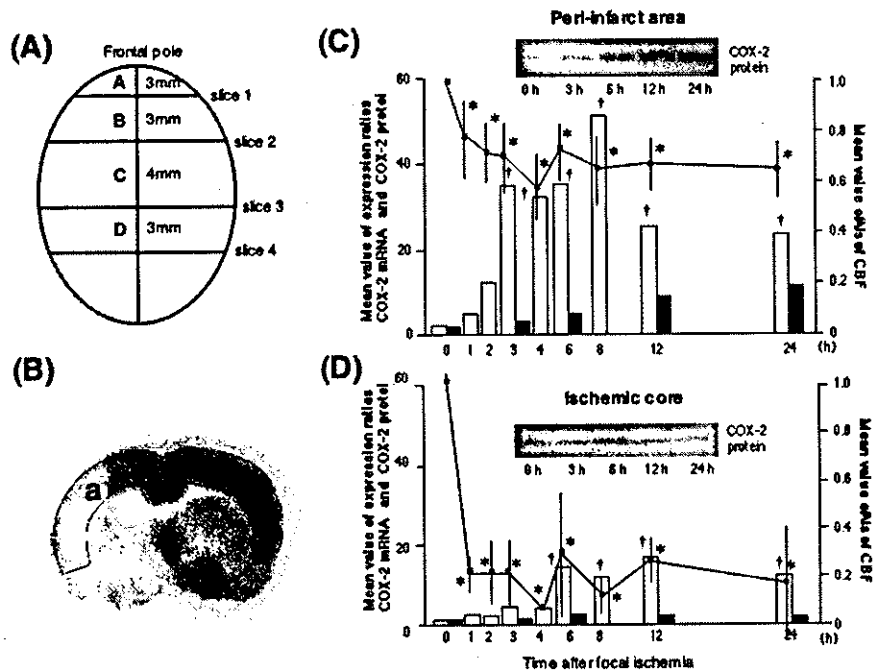 (A)
Frontal pole
A 3mm
slice 1
B 3mm
slice 2
C 4mm
slice 3
D 3mm
slice 4
(B)
a
(C)
Peri-infarct area
COX-2
protein
0 h 3 h 6 h 12 h 24 h
Mean value of expression ratios
COX-2 mRNA and COX-2 protei
60
40
20
0
1.0
0.8
0.6
0.4
0.2
0
Mean value of CBF
* * * * * * * *
† † † † † †
0 1 2 3 4 6 8 12 24 (h)
(D)
Ischemic core
COX-2
protein
0 h 3 h 6 h 12 h 24 h
Mean value of expression ratios
COX-2 mRNA and COX-2 protei
60
40
20
0
1.0
0.8
0.6
0.4
0.2
0
Mean value of CBF
* * * * * * * *
† † † †
0 1 2 3 4 6 8 12 24 (h)
Time after focal ischemia